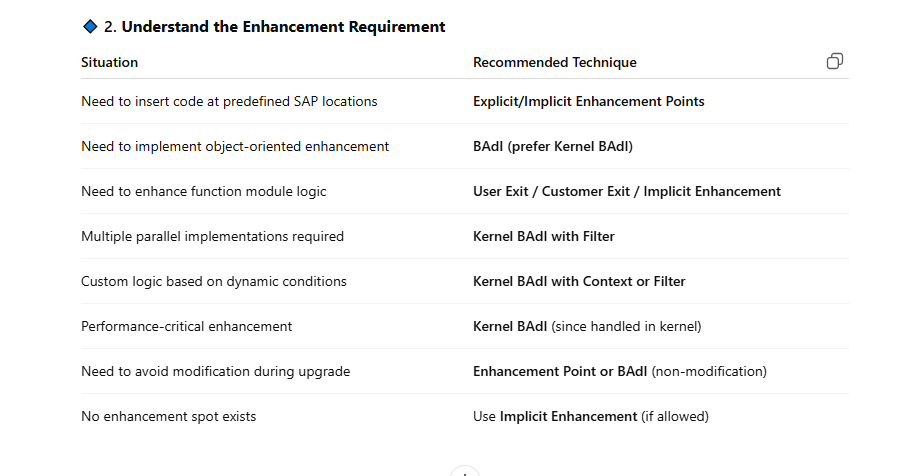 2. Understand the Enhancement Requirement
Situation Recommended Technique
Need to insert code at predefined SAP locations Explicit/Implicit Enhancement Points
Need to implement object-oriented enhancement BAdI (prefer Kernel BAdI)
Need to enhance function module logic User Exit / Customer Exit / Implicit Enhancement
Multiple parallel implementations required Kernel BAdI with Filter
Custom logic based on dynamic conditions Kernel BAdI with Context or Filter
Performance-critical enhancement Kernel BAdI (since handled in kernel)
Need to avoid modification during upgrade Enhancement Point or BAdI (non-modification)
No enhancement spot exists Use Implicit Enhancement (if allowed)